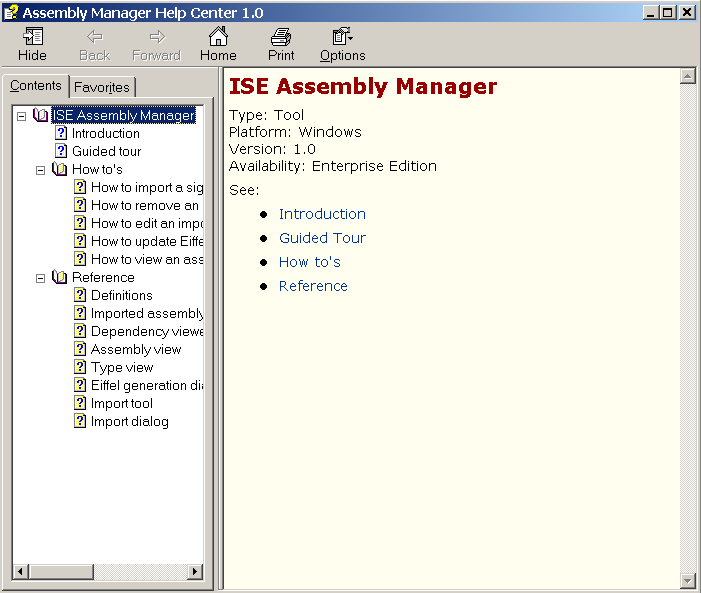 Assembly Manager Help Center 1.0
Hide Back Forward Home Print Options
Contents Favorites
ISE Assembly Manager
Introduction
Guided tour
How to's
How to import a sig
How to remove an
How to edit an impo
How to update Eiffe
How to view an ass
Reference
Definitions
Imported assembly
Dependency viewe
Assembly view
Type view
Eiffel generation dia
Import tool
Import dialog
ISE Assembly Manager
Type: Tool
Platform: Windows
Version: 1.0
Availability: Enterprise Edition
See:
Introduction
Guided Tour
How to's
Reference